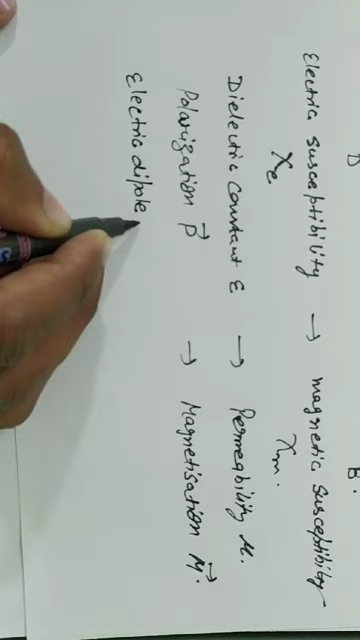 D B.
Electric susceptibility → magnetic susceptibility
χe χm.
Dielectric constant ε → Permeability μ.
Polarization P⃗ → Magnetisation M⃗.
Electric dipole